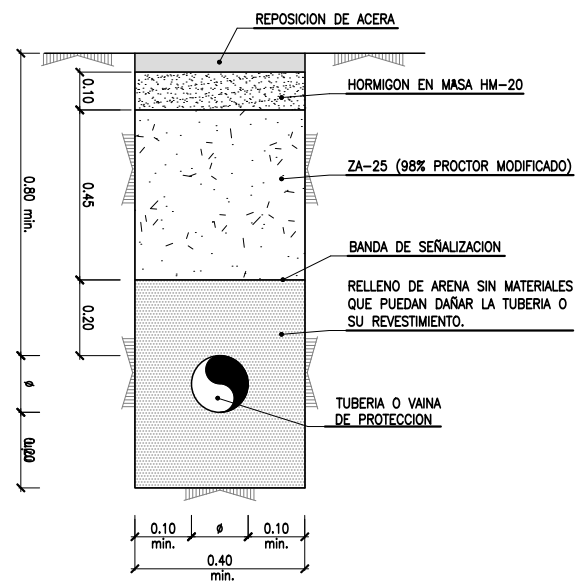 REPOSICION DE ACERA
HORMIGON EN MASA HM-20
ZA-25 (98% PROCTOR MODIFICADO)
BANDA DE SEÑALIZACION
RELLENO DE ARENA SIN MATERIALES
QUE PUEDAN DAÑAR LA TUBERIA O
SU REVESTIMIENTO.
TUBERIA O VAINA
DE PROTECCION
0.80 min.
ø
0.10
0.45
0.20
0.10
min.
ø
0.10
min.
0.40
min.